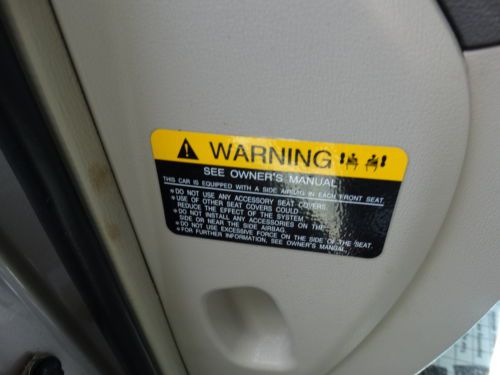 WARNING
SEE OWNER'S MANUAL
THIS CAR IS EQUIPPED WITH A SIDE AIRBAG IN EACH FRONT SEAT.
*DO NOT USE ANY ACCESSORY SEAT COVERS.
*USE OF OTHER SEAT COVERS COULD
REDUCE THE EFFECT OF THE SYSTEM.
*DO NOT INSTALL ANY ACCESSORIES ON THE
SIDE OR NEAR THE SIDE AIRBAG.
*DO NOT USE EXCESSIVE FORCE ON THE SIDE OF THE SEAT.
*FOR FURTHER INFORMATION, SEE OWNER'S MANUAL.